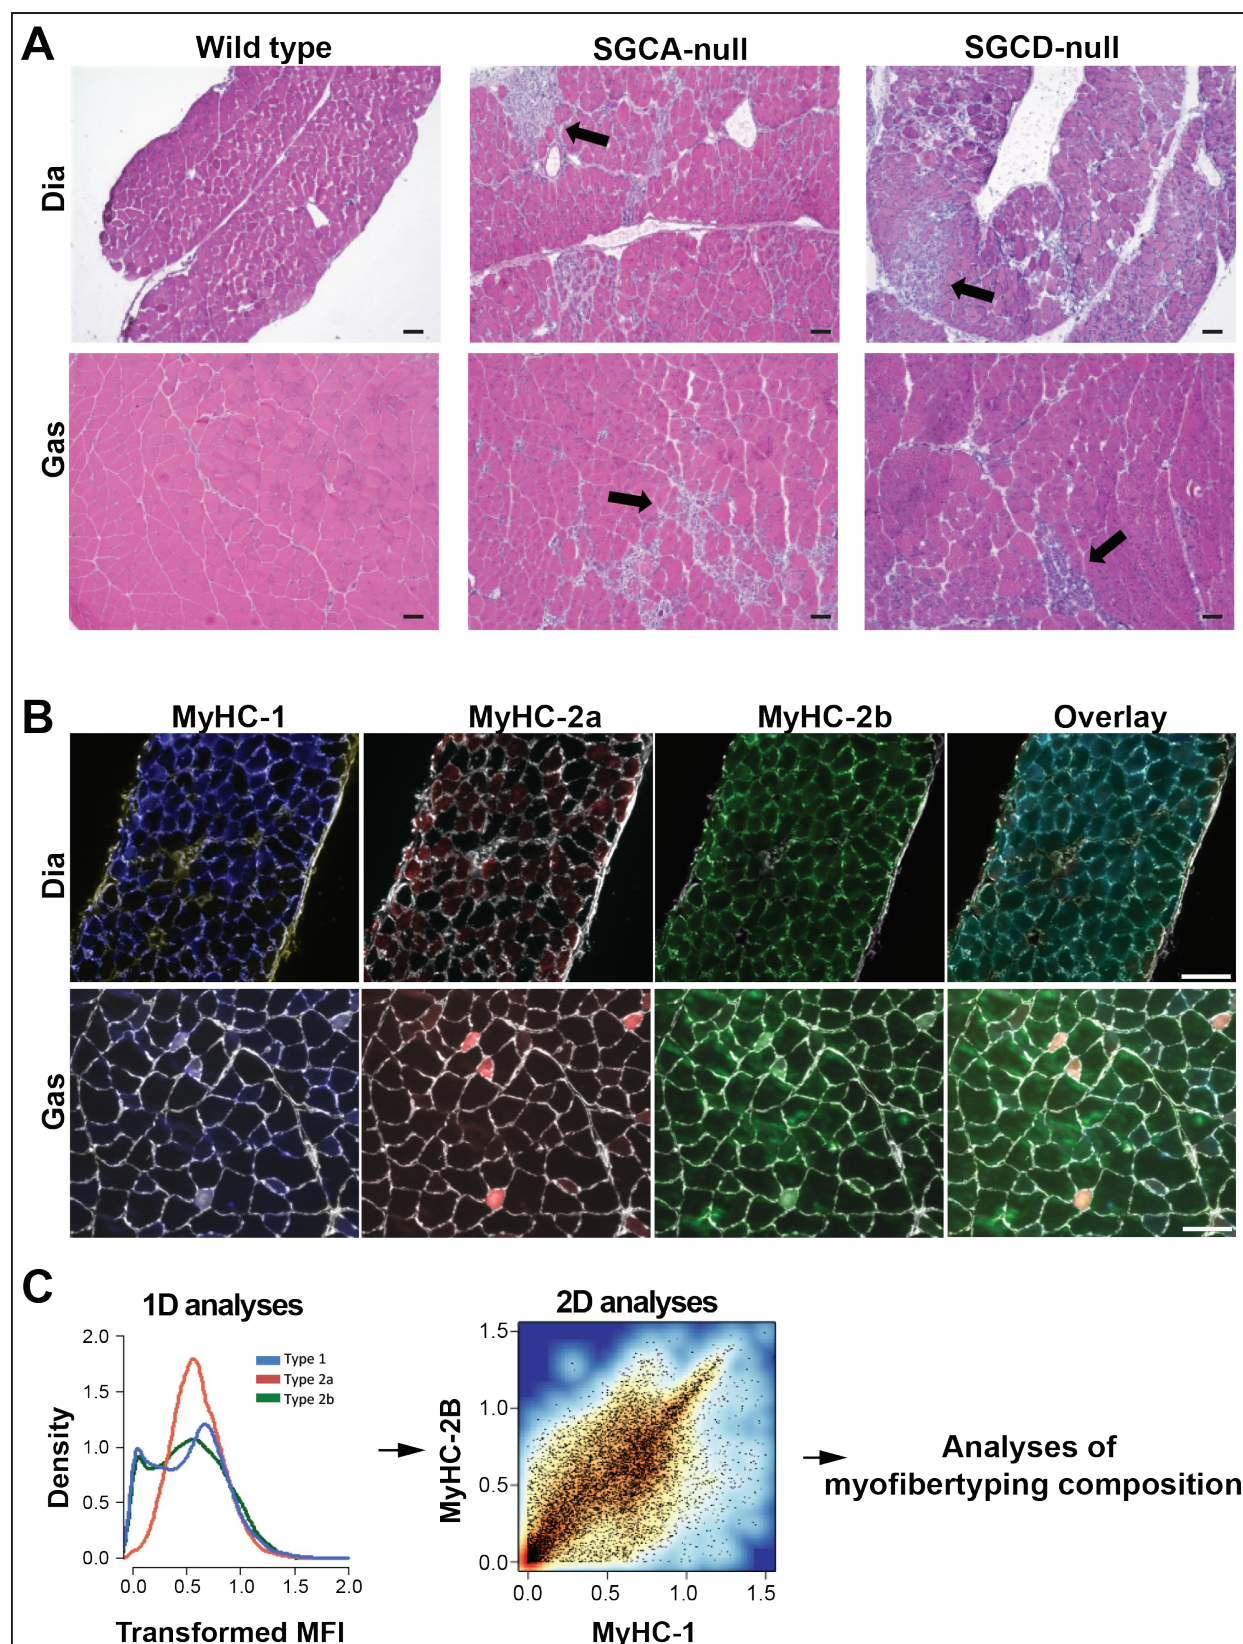 A
Wild type
SGCA-null
SGCD-null
Dia
Gas
B
MyHC-1
MyHC-2a
MyHC-2b
Overlay
Dia
Gas
C
1D analyses
2D analyses
2.0
1.5
1.0
0.5
0.0
Density
Type 1
Type 2a
Type 2b
0.0 0.5 1.0 1.5 2.0
Transformed MFI
1.5
1.0
0.5
0.0
MyHC-2B
0.0 0.5 1.0 1.5
MyHC-1
Analyses of
myofibertyping composition